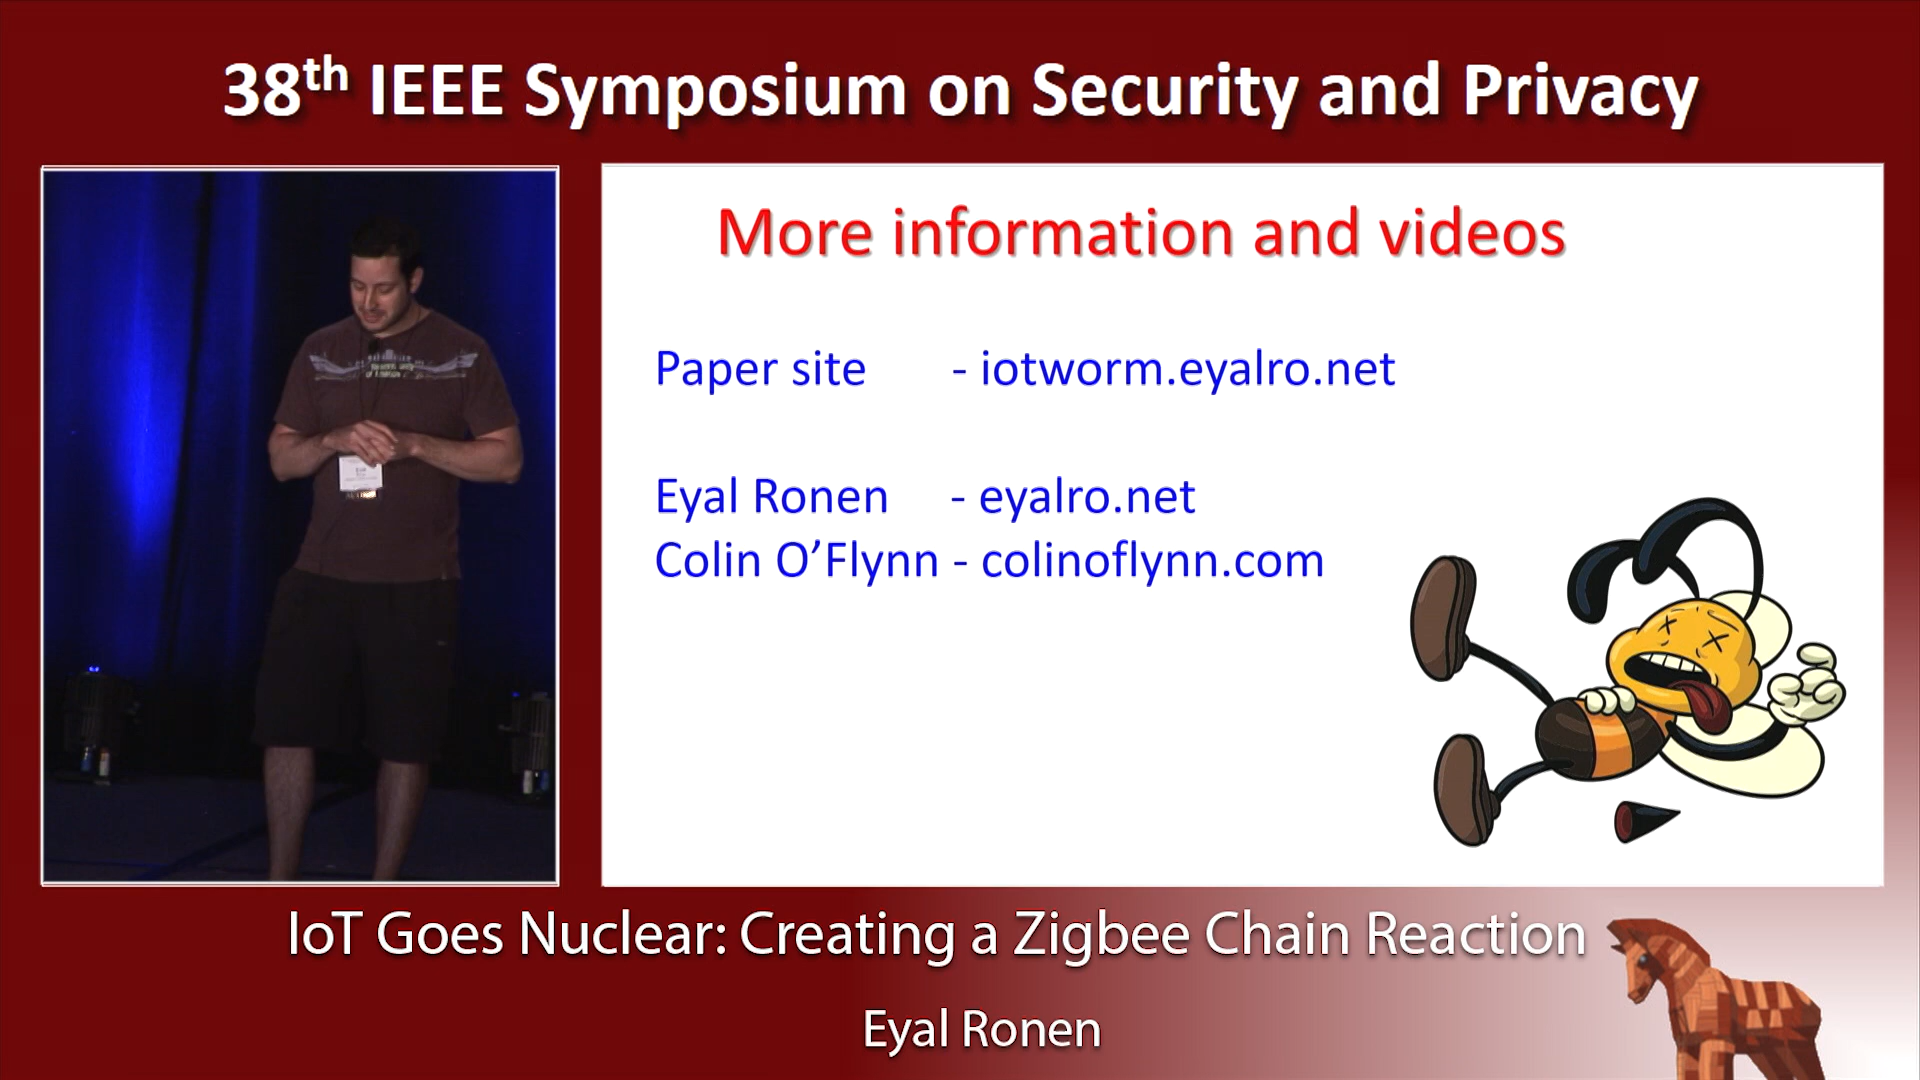 38th IEEE Symposium on Security and Privacy
More information and videos
Paper site - iotworm.eyalro.net
Eyal Ronen - eyalro.net
Colin O'Flynn - colinoflynn.com
IoT Goes Nuclear: Creating a Zigbee Chain Reaction
Eyal Ronen